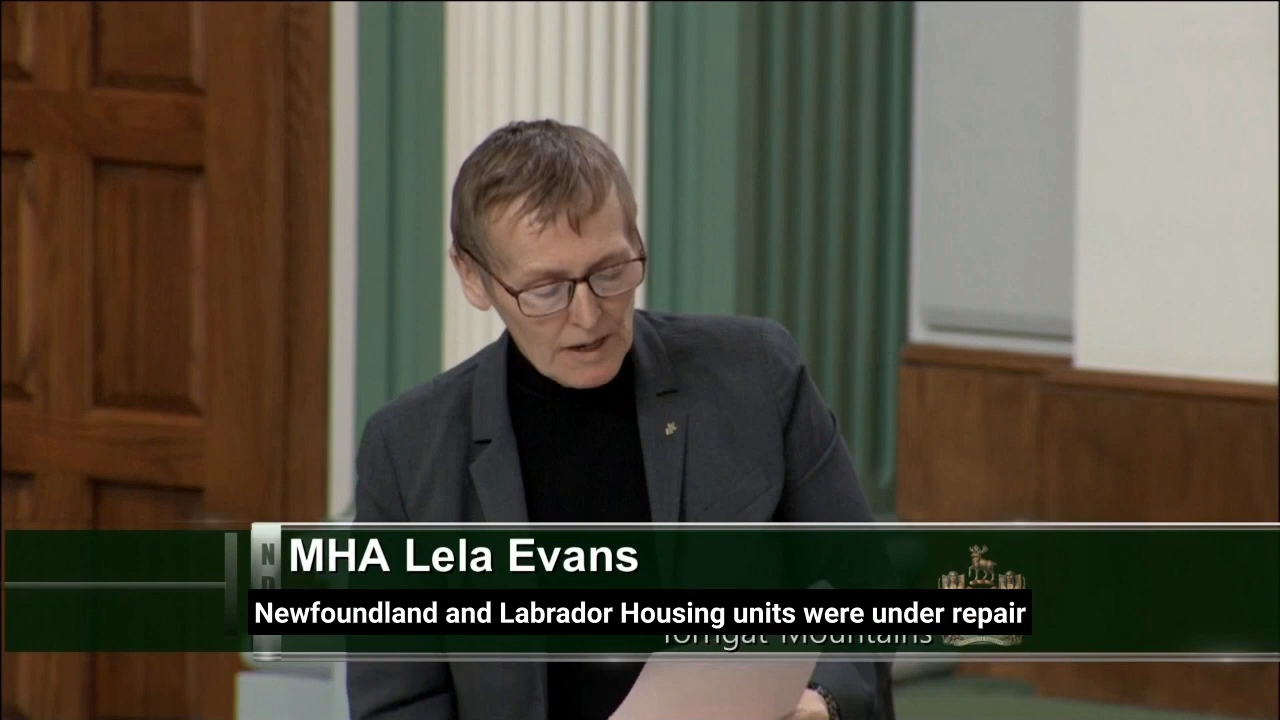 MHA Lela Evans
Newfoundland and Labrador Housing units were under repair
Torngat Mountains